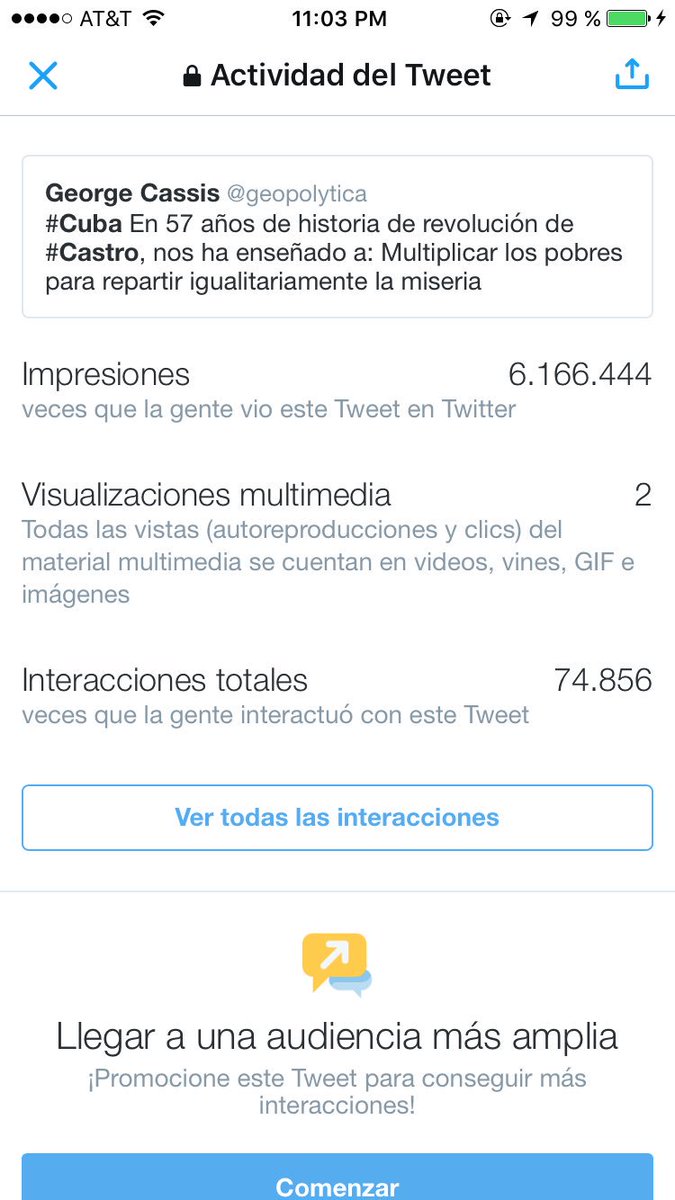 AT&T 11:03 PM 99 %
Actividad del Tweet
George Cassis @geopolytica
#Cuba En 57 años de historia de revolución de
#Castro, nos ha enseñado a: Multiplicar los pobres
para repartir igualitariamente la miseria
Impresiones 6.166.444
veces que la gente vio este Tweet en Twitter
Visualizaciones multimedia 2
Todas las vistas (autoreproducciones y clics) del
material multimedia se cuentan en videos, vines, GIF e
imágenes
Interacciones totales 74.856
veces que la gente interactuó con este Tweet
Ver todas las interacciones
Llegar a una audiencia más amplia
¡Promocione este Tweet para conseguir más
interacciones!
Comenzar